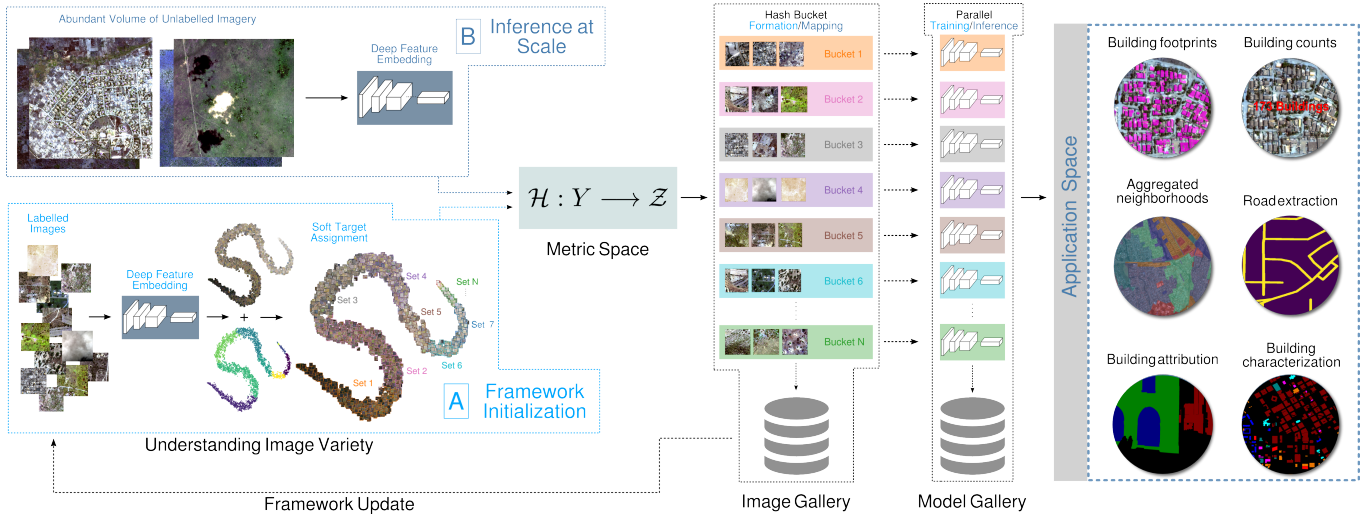 Abundant Volume of Unlabelled Imagery
B
Inference at
Scale
Deep Feature
Embedding
Labelled
Images
Deep Feature
Embedding
+
Soft Target
Assignment
Set 1
Set 2
Set 3
Set 4
Set 5
Set 6
Set 7
Set N
A
Framework
Initialization
Understanding Image Variety
Framework Update
ℋ : Y ⟶ 𝒵
Metric Space
Hash Bucket
Formation/Mapping
Bucket 1
Bucket 2
Bucket 3
Bucket 4
Bucket 5
Bucket 6
Bucket N
Image Gallery
Parallel
Training/Inference
Model Gallery
Application Space
Building footprints
Building counts
171 Buildings
Aggregated
neighborhoods
Road extraction
Building attribution
Building
characterization